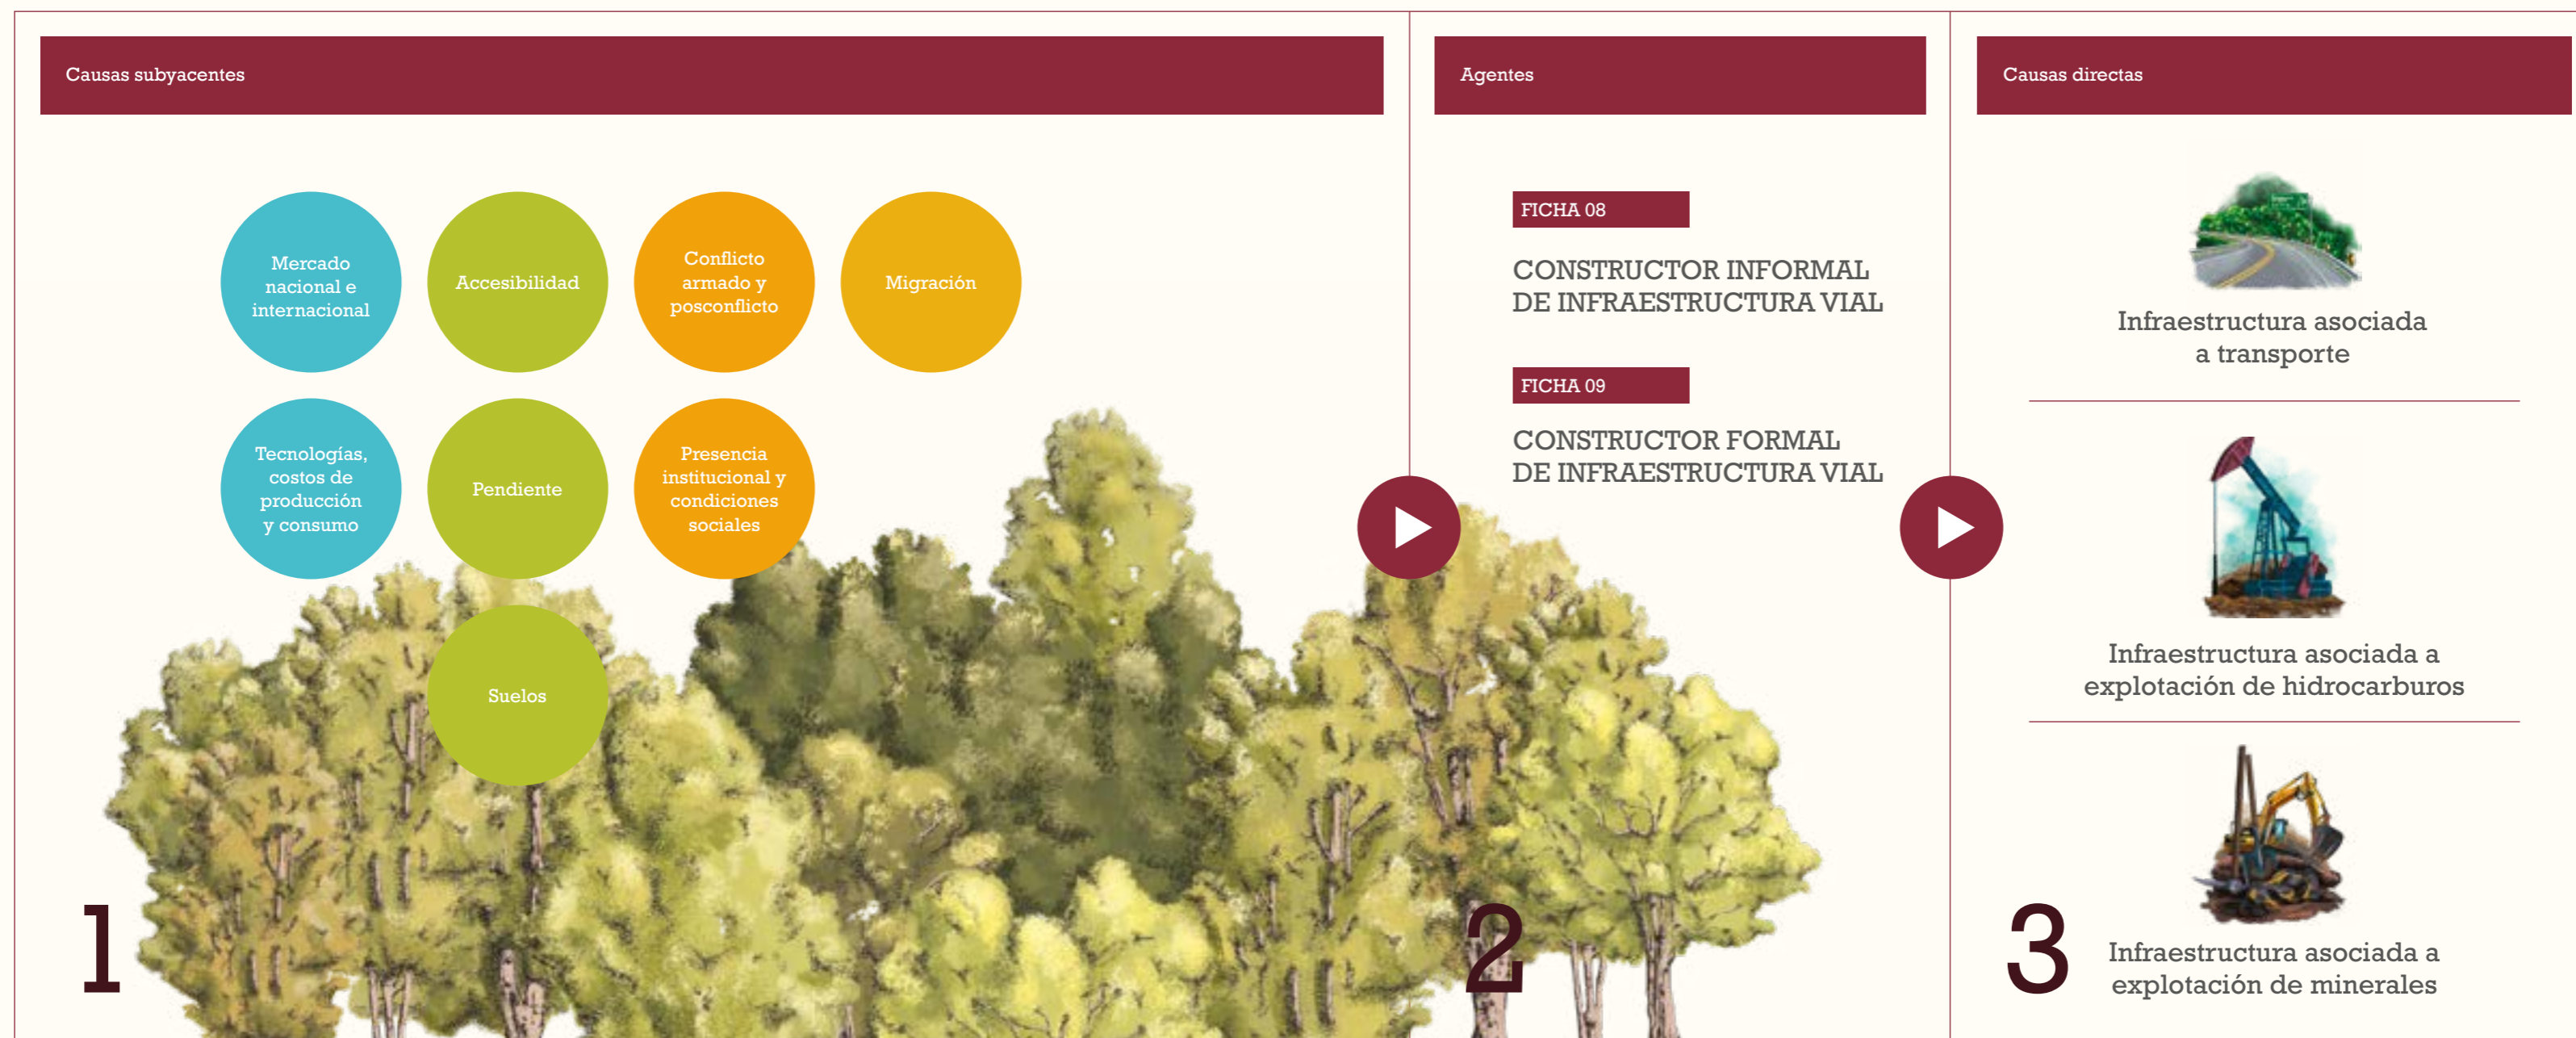 Causas subyacentes
Mercado
nacional e
internacional
Accesibilidad
Conflicto
armado y
posconflicto
Migración
Tecnologías,
costos de
producción
y consumo
Pendiente
Presencia
institucional y
condiciones
sociales
Suelos
1
Agentes
FICHA 08
CONSTRUCTOR INFORMAL
DE INFRAESTRUCTURA VIAL
FICHA 09
CONSTRUCTOR FORMAL
DE INFRAESTRUCTURA VIAL
2
Causas directas
Infraestructura asociada
a transporte
Infraestructura asociada a
explotación de hidrocarburos
Infraestructura asociada a
explotación de minerales
3